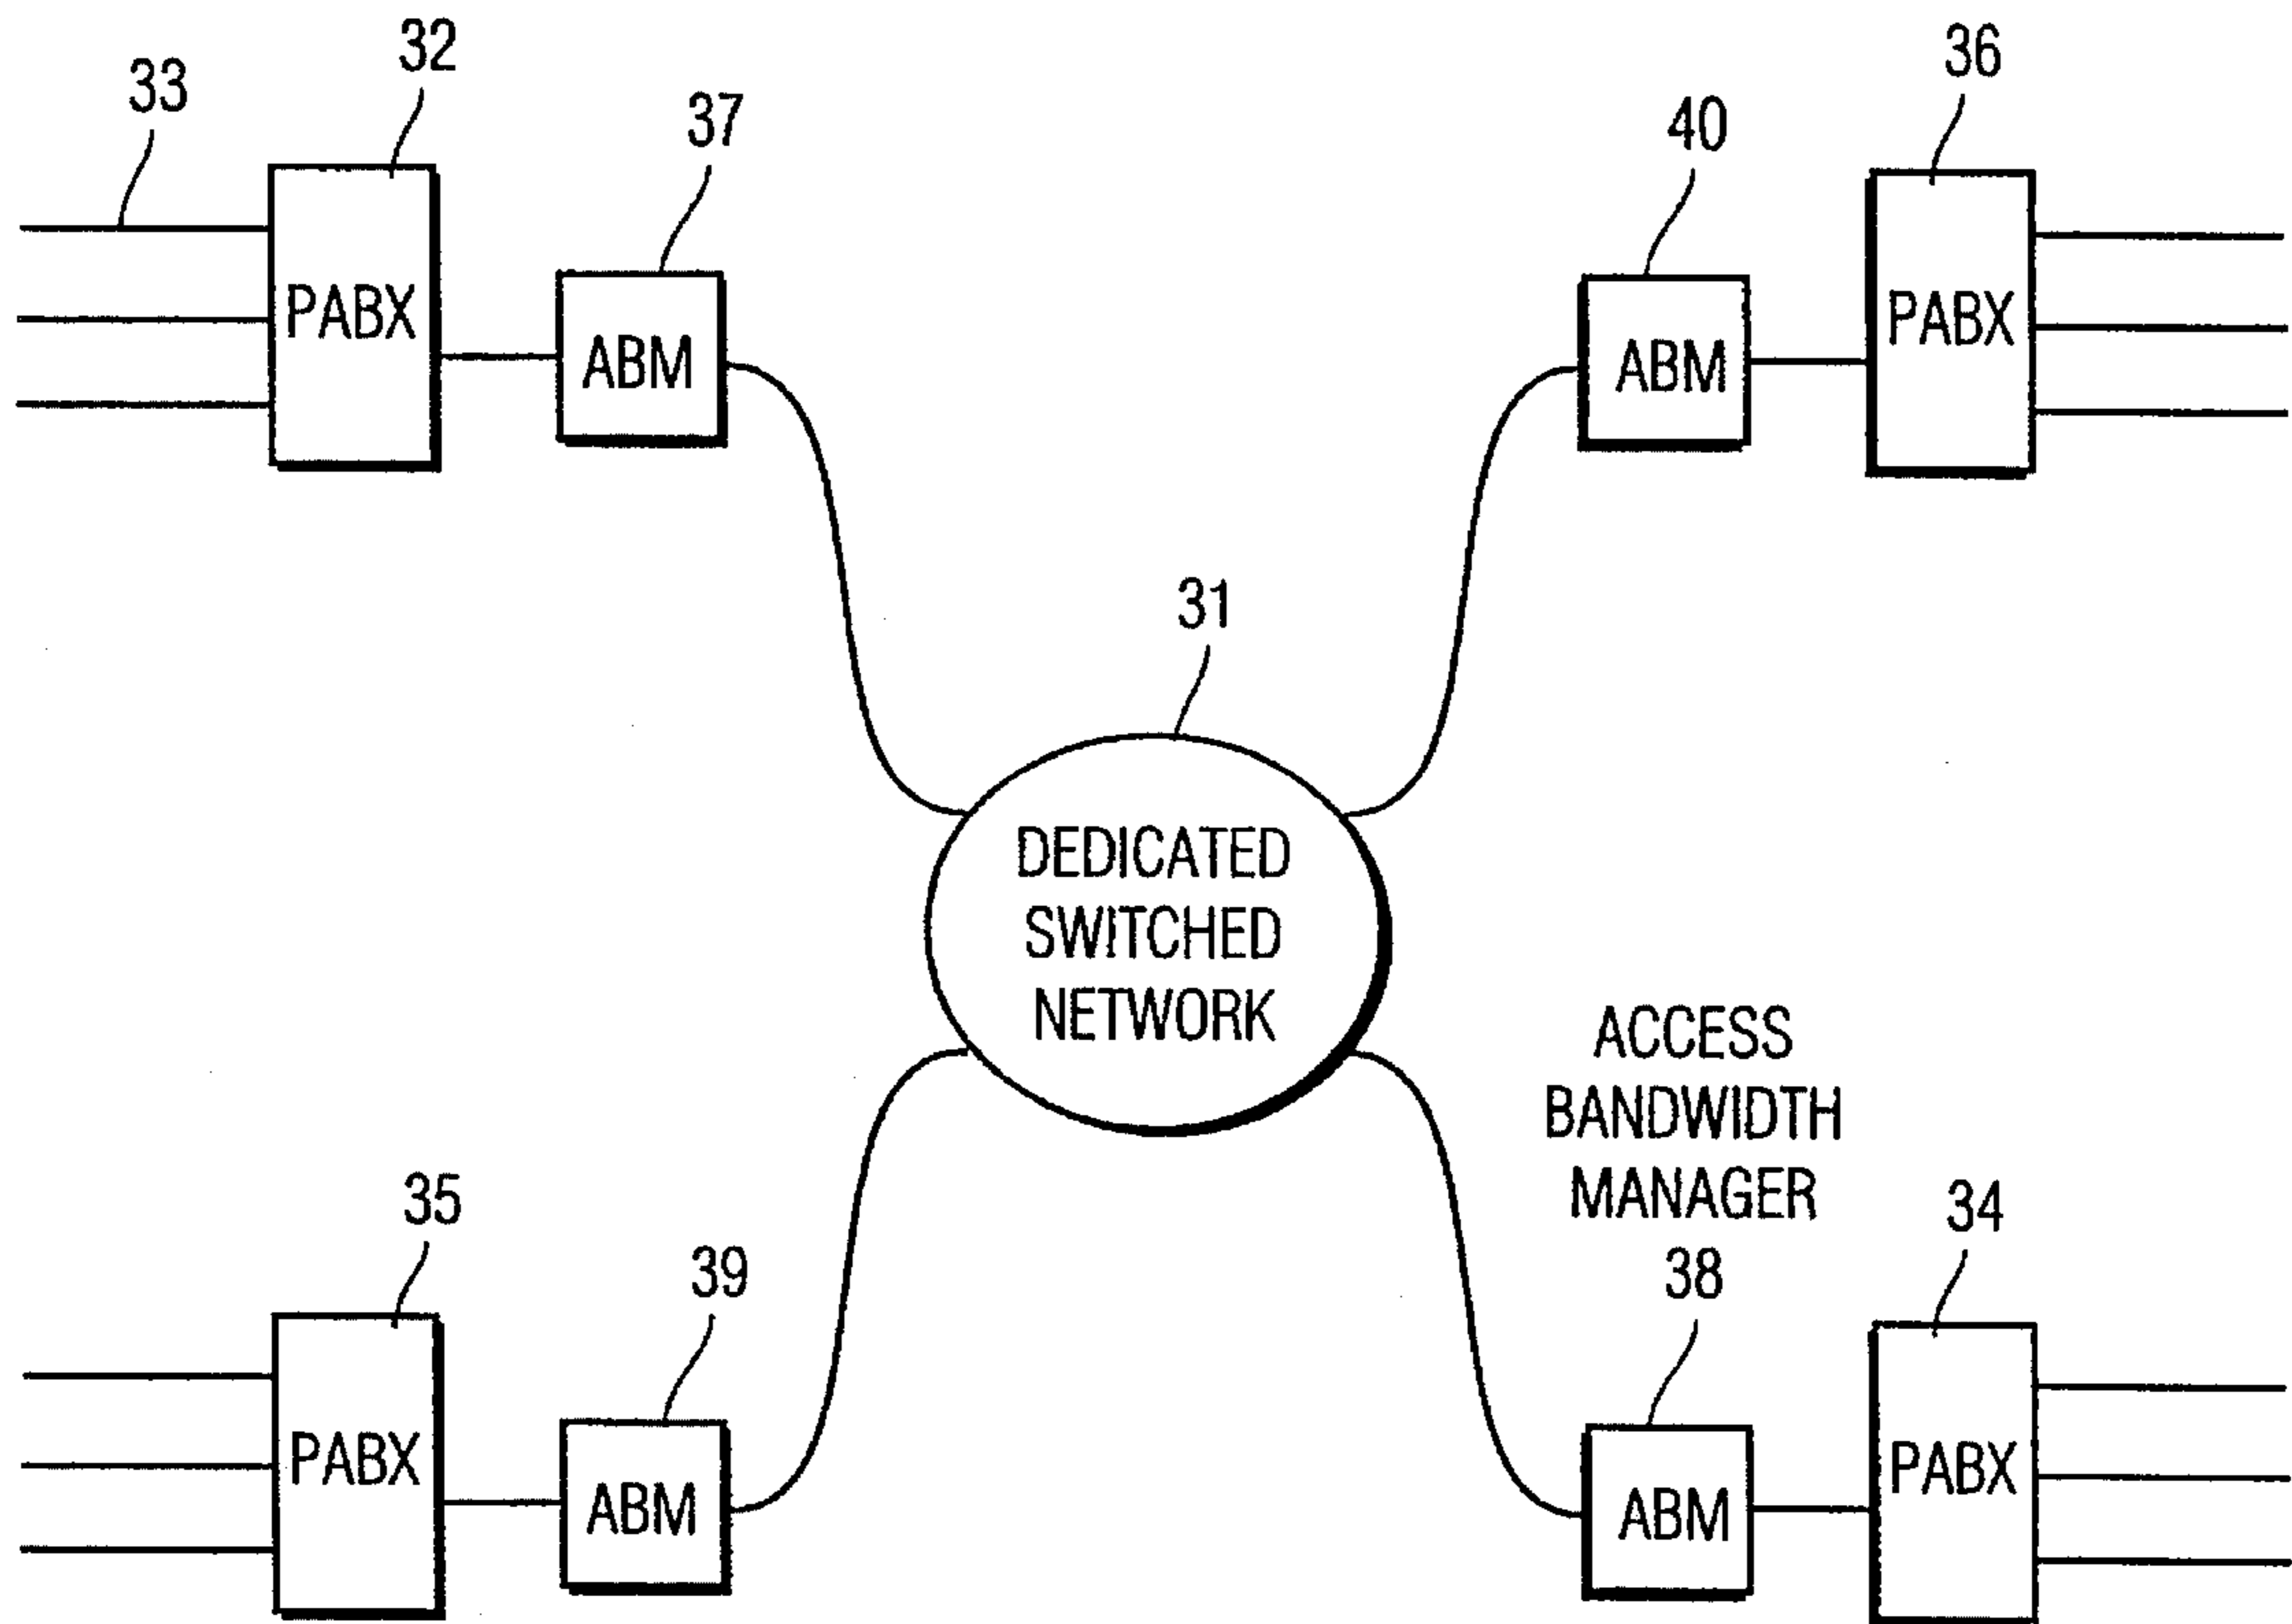 32
36
33
37
40
PABX
ABM
ABM
PABX
31
DEDICATED
SWITCHED
NETWORK
ACCESS
BANDWIDTH
MANAGER
35
39
38
34
PABX
ABM
ABM
PABX